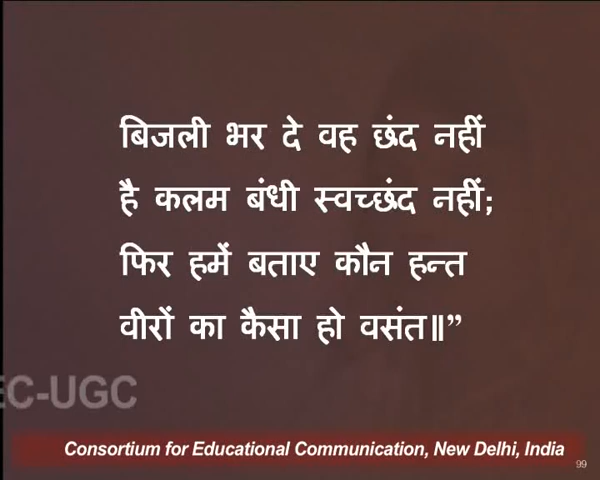 बिजली भर दे वह छंद नहीं
है कलम बंधी स्वच्छंद नहीं;
फिर हमें बताए कौन हन्त
वीरों का कैसा हो वसंत॥”
EC-UGC
Consortium for Educational Communication, New Delhi, India
99